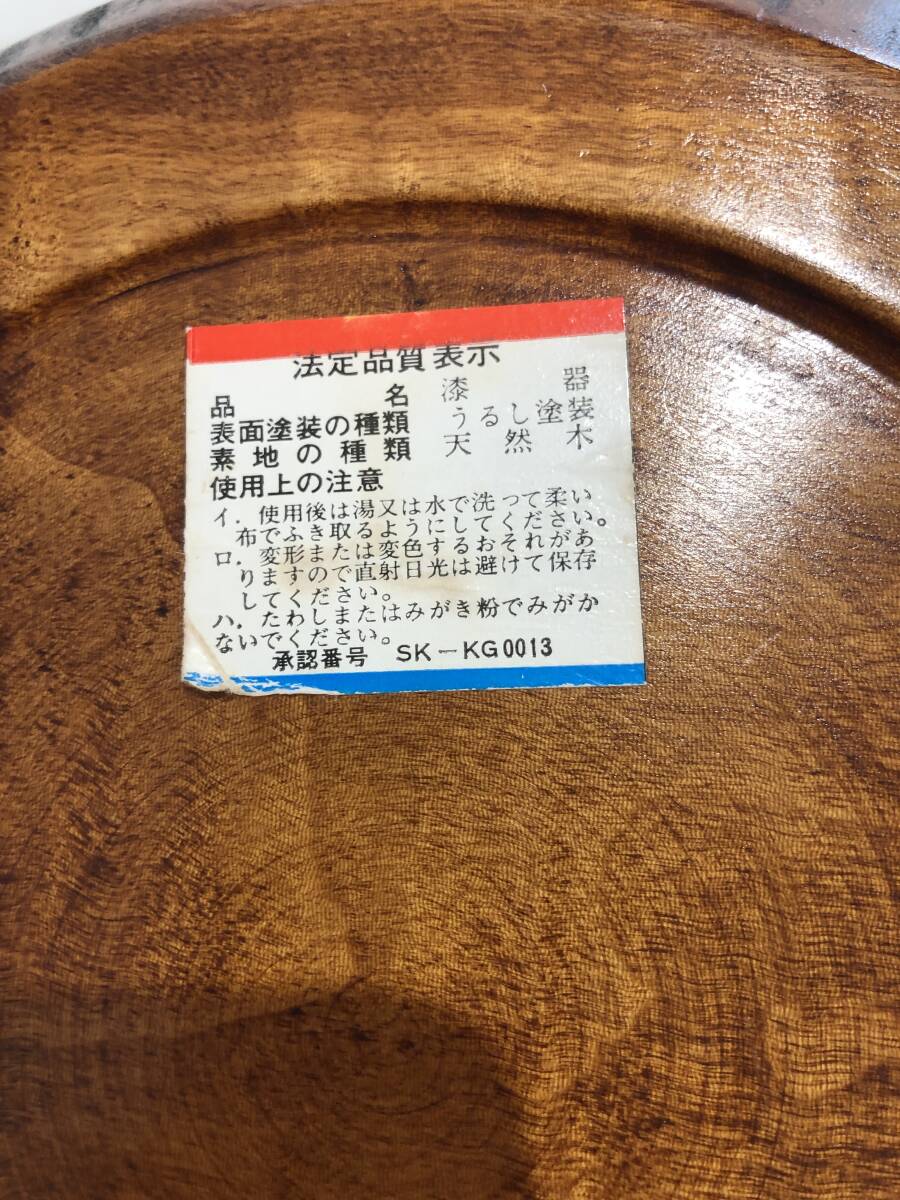 法定品質表示
品名 漆器
表面塗装の種類 うるし塗装
素地の種類 天然木
使用上の注意
イ．使用後は湯又は水で洗って柔い
布でふき取るようにしてください。
ロ．変形または変色するおそれがあ
りますので直射日光は避けて保存
してください。
ハ．たわしまたはみがき粉でみがか
ないでください。
承認番号 SK－KG0013